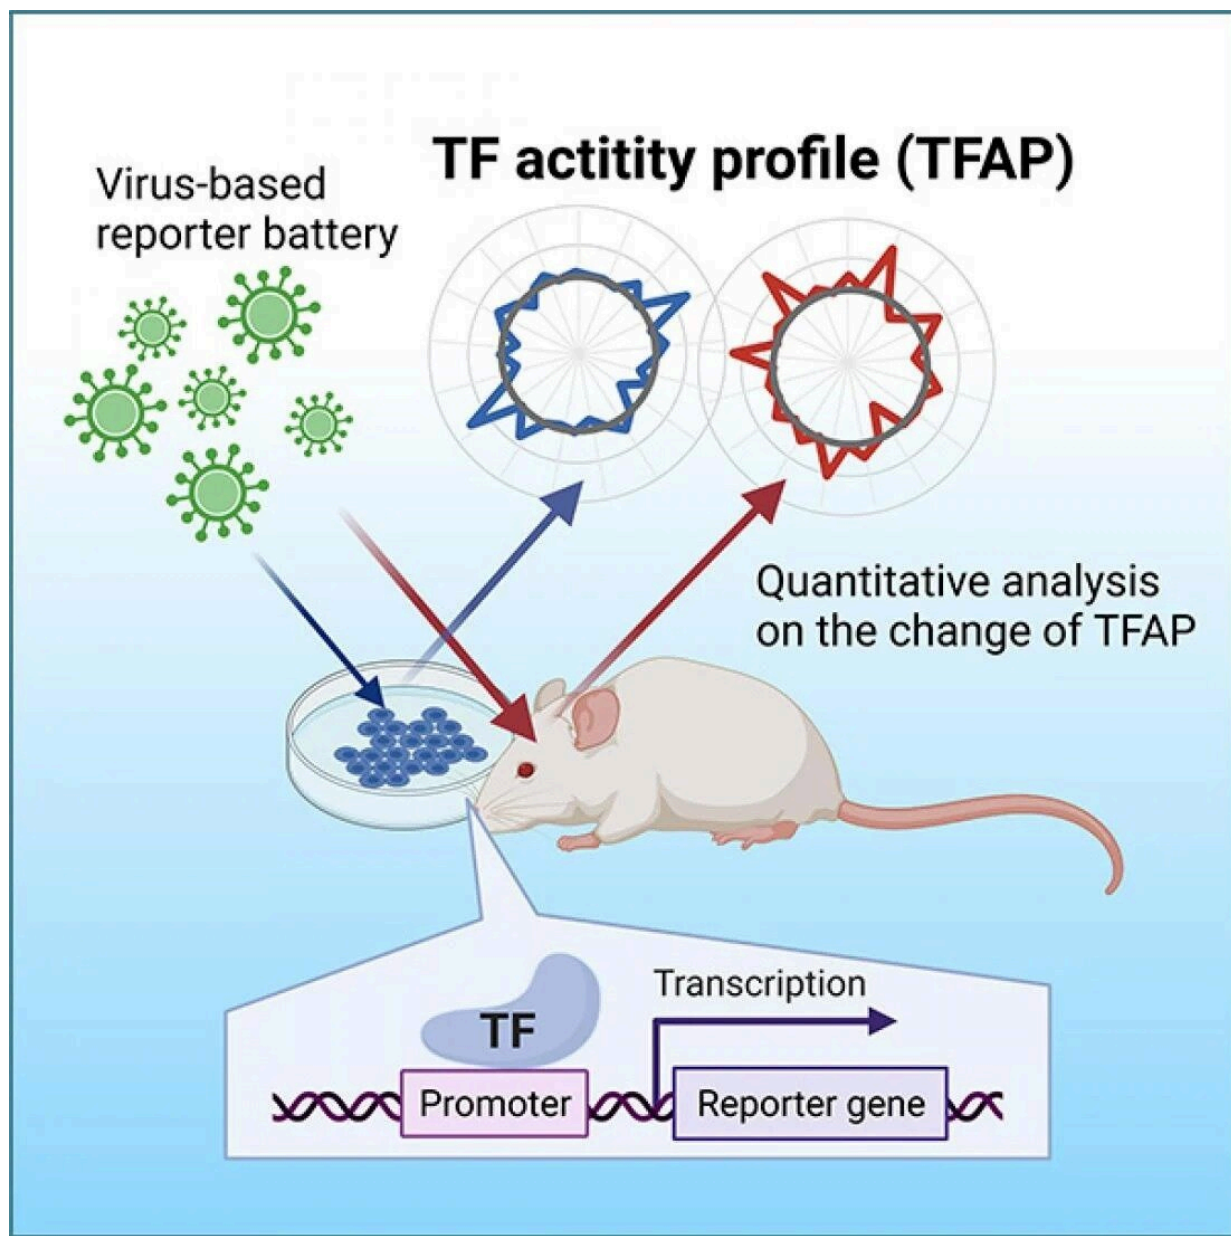 TF actitity profile (TFAP)
Virus-based
reporter battery
Quantitative analysis
on the change of TFAP
Transcription
TF
Promoter
Reporter gene